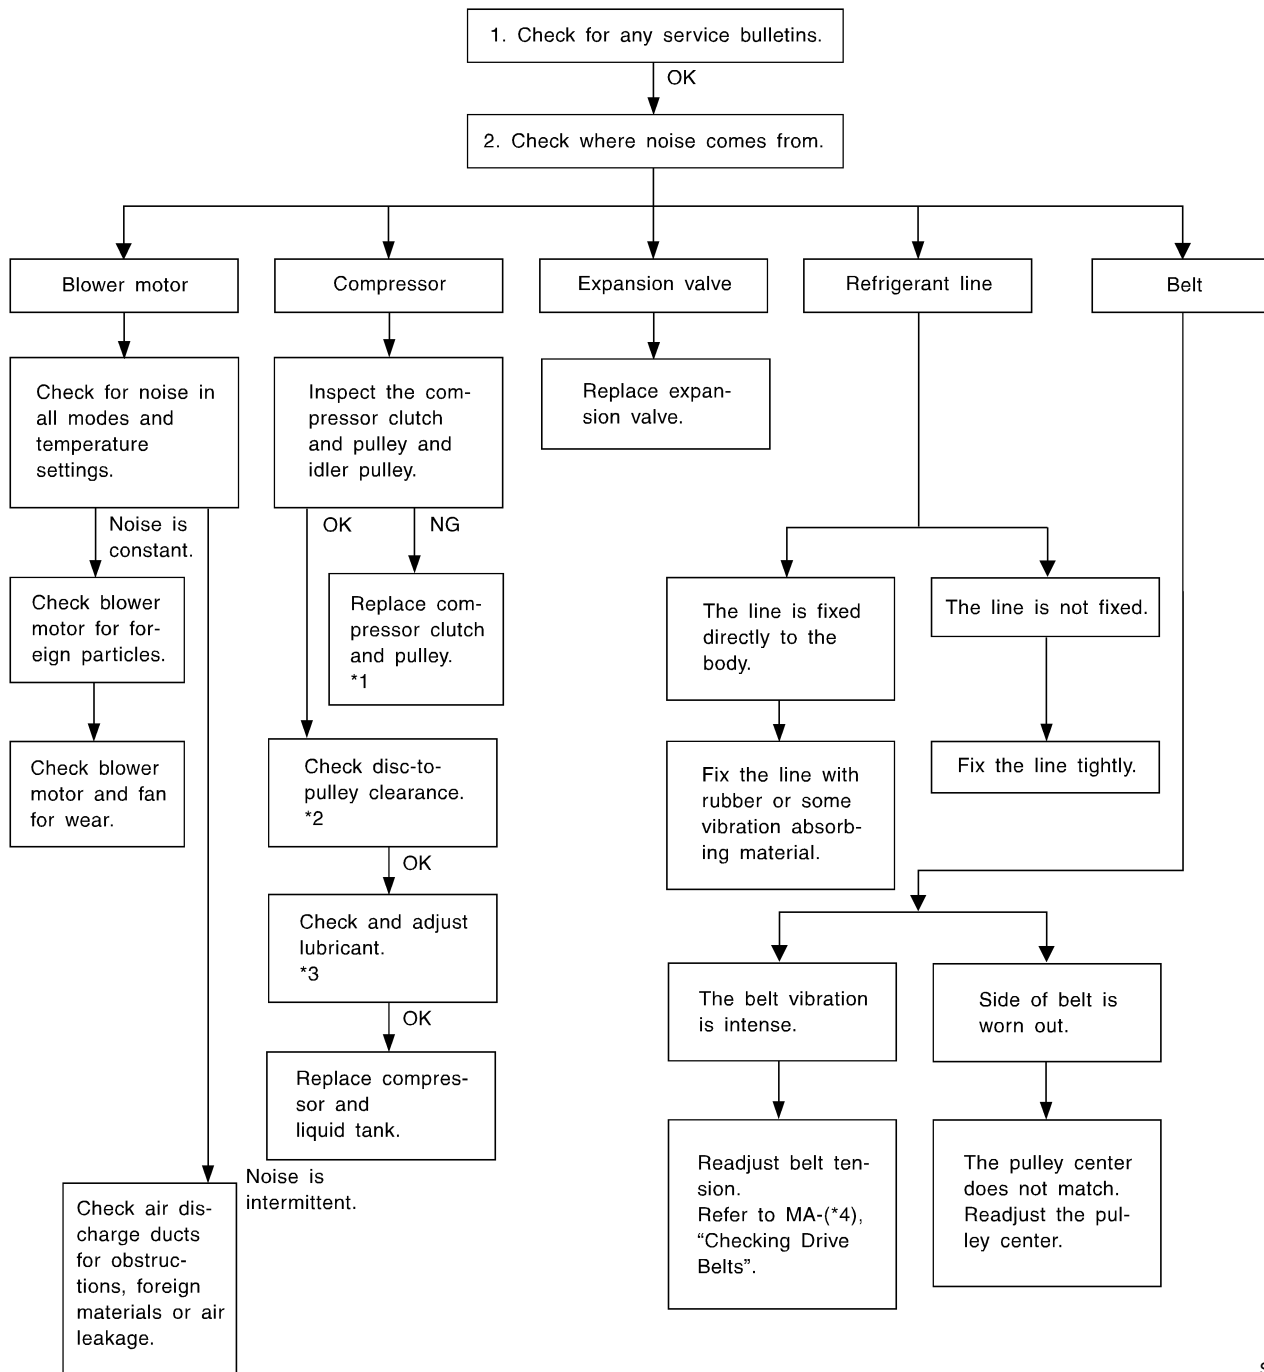 1. Check for any service bulletins.
OK
2. Check where noise comes from.
Blower motor
Compressor
Expansion valve
Refrigerant line
Belt
Check for noise in
all modes and
temperature
settings.
Inspect the com-
pressor clutch
and pulley and
idler pulley.
Replace expan-
sion valve.
Noise is
constant.
OK
NG
Check blower
motor for for-
eign particles.
Replace com-
pressor clutch
and pulley.
*1
The line is fixed
directly to the
body.
The line is not fixed.
Check blower
motor and fan
for wear.
Check disc-to-
pulley clearance.
*2
Fix the line with
rubber or some
vibration absorb-
ing material.
Fix the line tightly.
OK
Check and adjust
lubricant.
*3
OK
The belt vibration
is intense.
Side of belt is
worn out.
Replace compres-
sor and
liquid tank.
Noise is
intermittent.
Check air dis-
charge ducts
for obstruc-
tions, foreign
materials or air
leakage.
Readjust belt ten-
sion.
Refer to MA-(*4),
“Checking Drive
Belts”.
The pulley center
does not match.
Readjust the pul-
ley center.